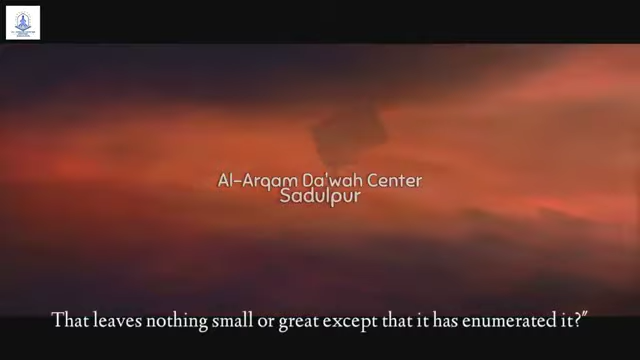 Al-Arqam Da'wah Center
Sadulpur
That leaves nothing small or great except that it has enumerated it?"